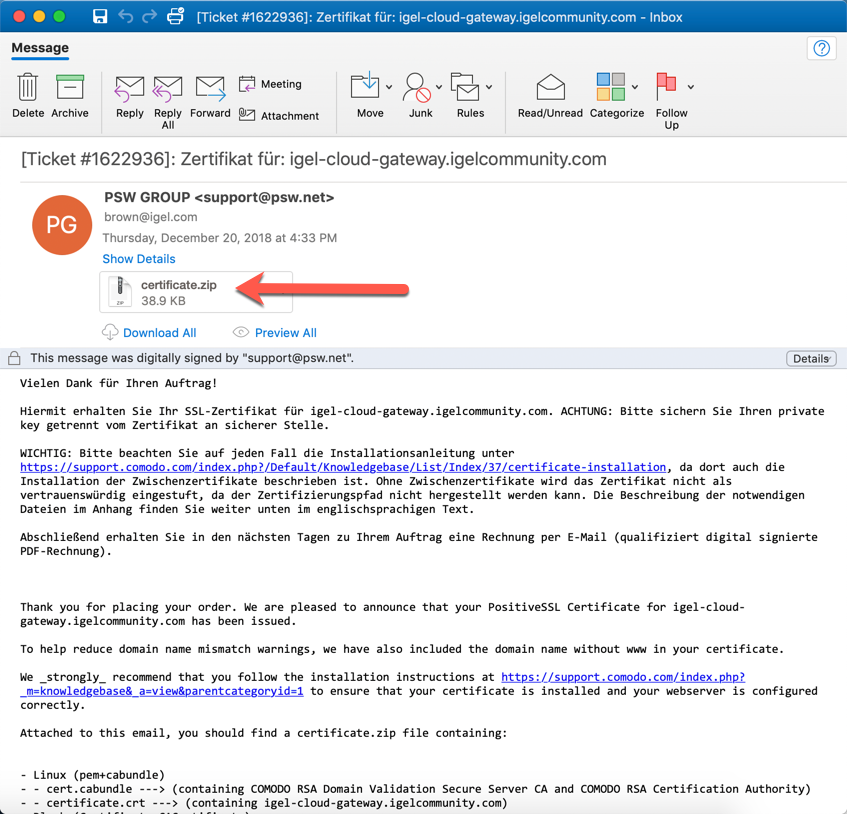 [Ticket #1622936]: Zertifikat für: igel-cloud-gateway.igelcommunity.com - Inbox
Message
?
Delete
Archive
Reply
Reply All
Forward
Meeting
Attachment
Move
Junk
Rules
Read/Unread
Categorize
Follow Up
[Ticket #1622936]: Zertifikat für: igel-cloud-gateway.igelcommunity.com
PG
PSW GROUP <support@psw.net>
brown@igel.com
Thursday, December 20, 2018 at 4:33 PM
Show Details
ZIP
certificate.zip
38.9 KB
Download All
Preview All
This message was digitally signed by "support@psw.net".
Details
Vielen Dank für Ihren Auftrag!
Hiermit erhalten Sie Ihr SSL-Zertifikat für igel-cloud-gateway.igelcommunity.com. ACHTUNG: Bitte sichern Sie Ihren private
key getrennt vom Zertifikat an sicherer Stelle.
WICHTIG: Bitte beachten Sie auf jeden Fall die Installationsanleitung unter
https://support.comodo.com/index.php?/Default/Knowledgebase/List/Index/37/certificate-installation, da dort auch die
Installation der Zwischenzertifikate beschrieben ist. Ohne Zwischenzertifikate wird das Zertifikat nicht als
vertrauenswürdig eingestuft, da der Zertifizierungspfad nicht hergestellt werden kann. Die Beschreibung der notwendigen
Dateien im Anhang finden Sie weiter unten im englischsprachigen Text.
Abschließend erhalten Sie in den nächsten Tagen zu Ihrem Auftrag eine Rechnung per E-Mail (qualifiziert digital signierte
PDF-Rechnung).
Thank you for placing your order. We are pleased to announce that your PositiveSSL Certificate for igel-cloud-
gateway.igelcommunity.com has been issued.
To help reduce domain name mismatch warnings, we have also included the domain name without www in your certificate.
We _strongly_ recommend that you follow the installation instructions at https://support.comodo.com/index.php?
_m=knowledgebase&_a=view&parentcategoryid=1 to ensure that your certificate is installed and your webserver is configured
correctly.
Attached to this email, you should find a certificate.zip file containing:
- Linux (pem+cabundle)
- - cert.cabundle ---> (containing COMODO RSA Domain Validation Secure Server CA and COMODO RSA Certification Authority)
- - certificate.crt ---> (containing igel-cloud-gateway.igelcommunity.com)